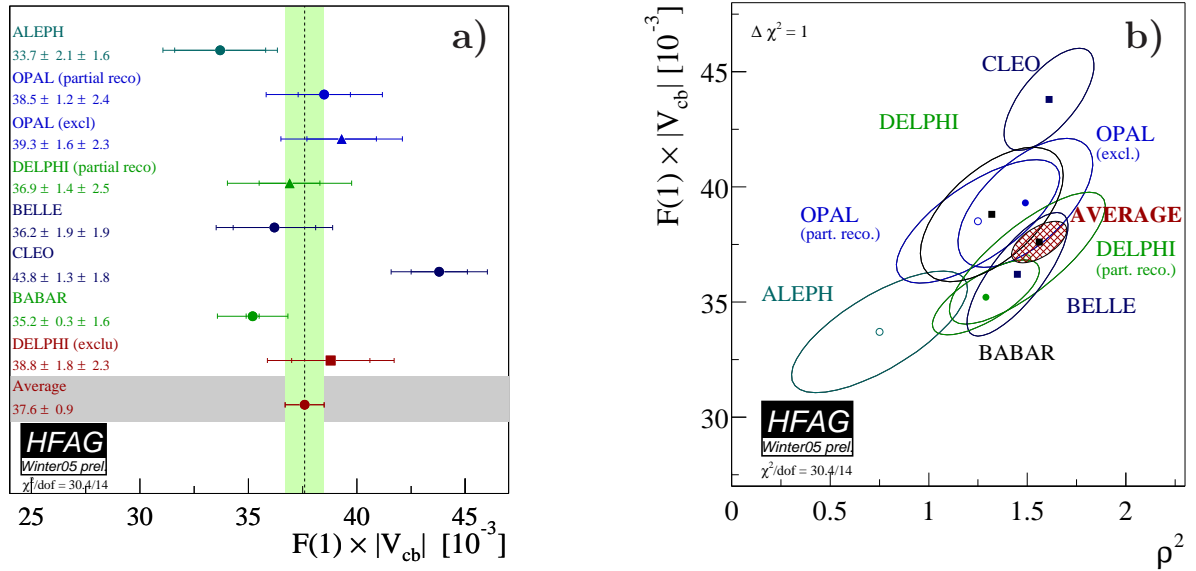 a)
ALEPH
33.7 ± 2.1 ± 1.6
OPAL (partial reco)
38.5 ± 1.2 ± 2.4
OPAL (excl)
39.3 ± 1.6 ± 2.3
DELPHI (partial reco)
36.9 ± 1.4 ± 2.5
BELLE
36.2 ± 1.9 ± 1.9
CLEO
43.8 ± 1.3 ± 1.8
BABAR
35.2 ± 0.3 ± 1.6
DELPHI (exclu)
38.8 ± 1.8 ± 2.3
Average
37.6 ± 0.9
HFAG
Winter05 prel.
χ²/dof = 30.4/14
25 30 35 40 45
F(1) × |V_cb| [10⁻³]
b)
Δ χ² = 1
F(1) × |V_cb| [10⁻³]
45
40
35
30
CLEO
DELPHI
OPAL
(excl.)
OPAL
(part. reco.)
AVERAGE
DELPHI
(part. reco.)
ALEPH
BELLE
BABAR
HFAG
Winter05 prel.
χ²/dof = 30.4/14
0 0.5 1 1.5 2
ρ²